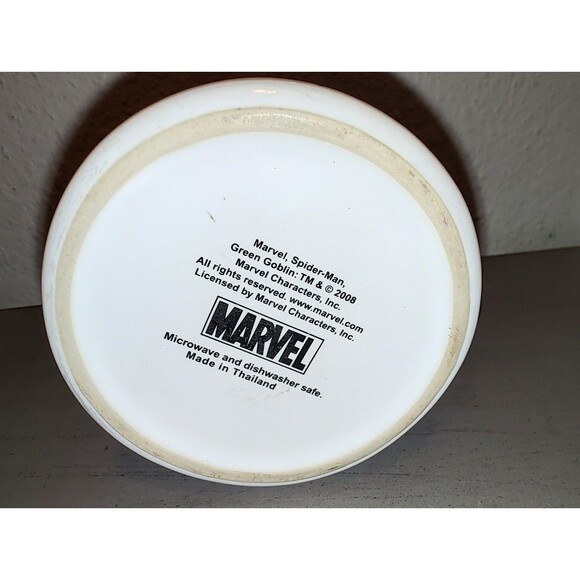 Marvel, Spider-Man,
Green Goblin: TM & © 2008
Marvel Characters, Inc.
All rights reserved. www.marvel.com
Licensed by Marvel Characters, Inc.
MARVEL
Microwave and dishwasher safe.
Made in Thailand